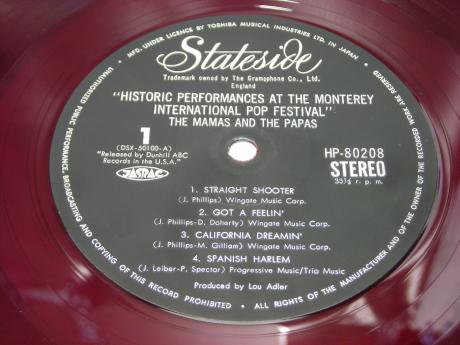 MFD. UNDER LICENCE BY TOSHIBA MUSICAL INDUSTRIES LTD. IN JAPAN •
Stateside
Trademark owned by The Gramophone Co., Ltd.
England
"HISTORIC PERFORMANCES AT THE MONTEREY
INTERNATIONAL POP FESTIVAL"
THE MAMAS AND THE PAPAS
1
(DSX-50100-A)
"Released by Dunhill ABC
Records in the U.S.A."
JASRAC
HP-80208
STEREO
33⅓ r. p. m.
1. STRAIGHT SHOOTER
(J. Phillips) Wingate Music Corp.
2. GOT A FEELIN'
(J. Phillips-D. Doherty) Wingate Music Corp.
3. CALIFORNIA DREAMIN'
(J. Phillips-M. Gilliam) Wingate Music Corp.
4. SPANISH HARLEM
(J. Leiber-P. Spector) Progressive Music/Trio Music
Produced by Lou Adler
UNAUTHORIZED PUBLIC PERFORMANCE, BROADCASTING AND COPYING OF THIS RECORD PROHIBITED • ALL RIGHTS OF THE MANUFACTURER AND OF THE OWNER OF THE RECORDED WORK ARE RESERVED